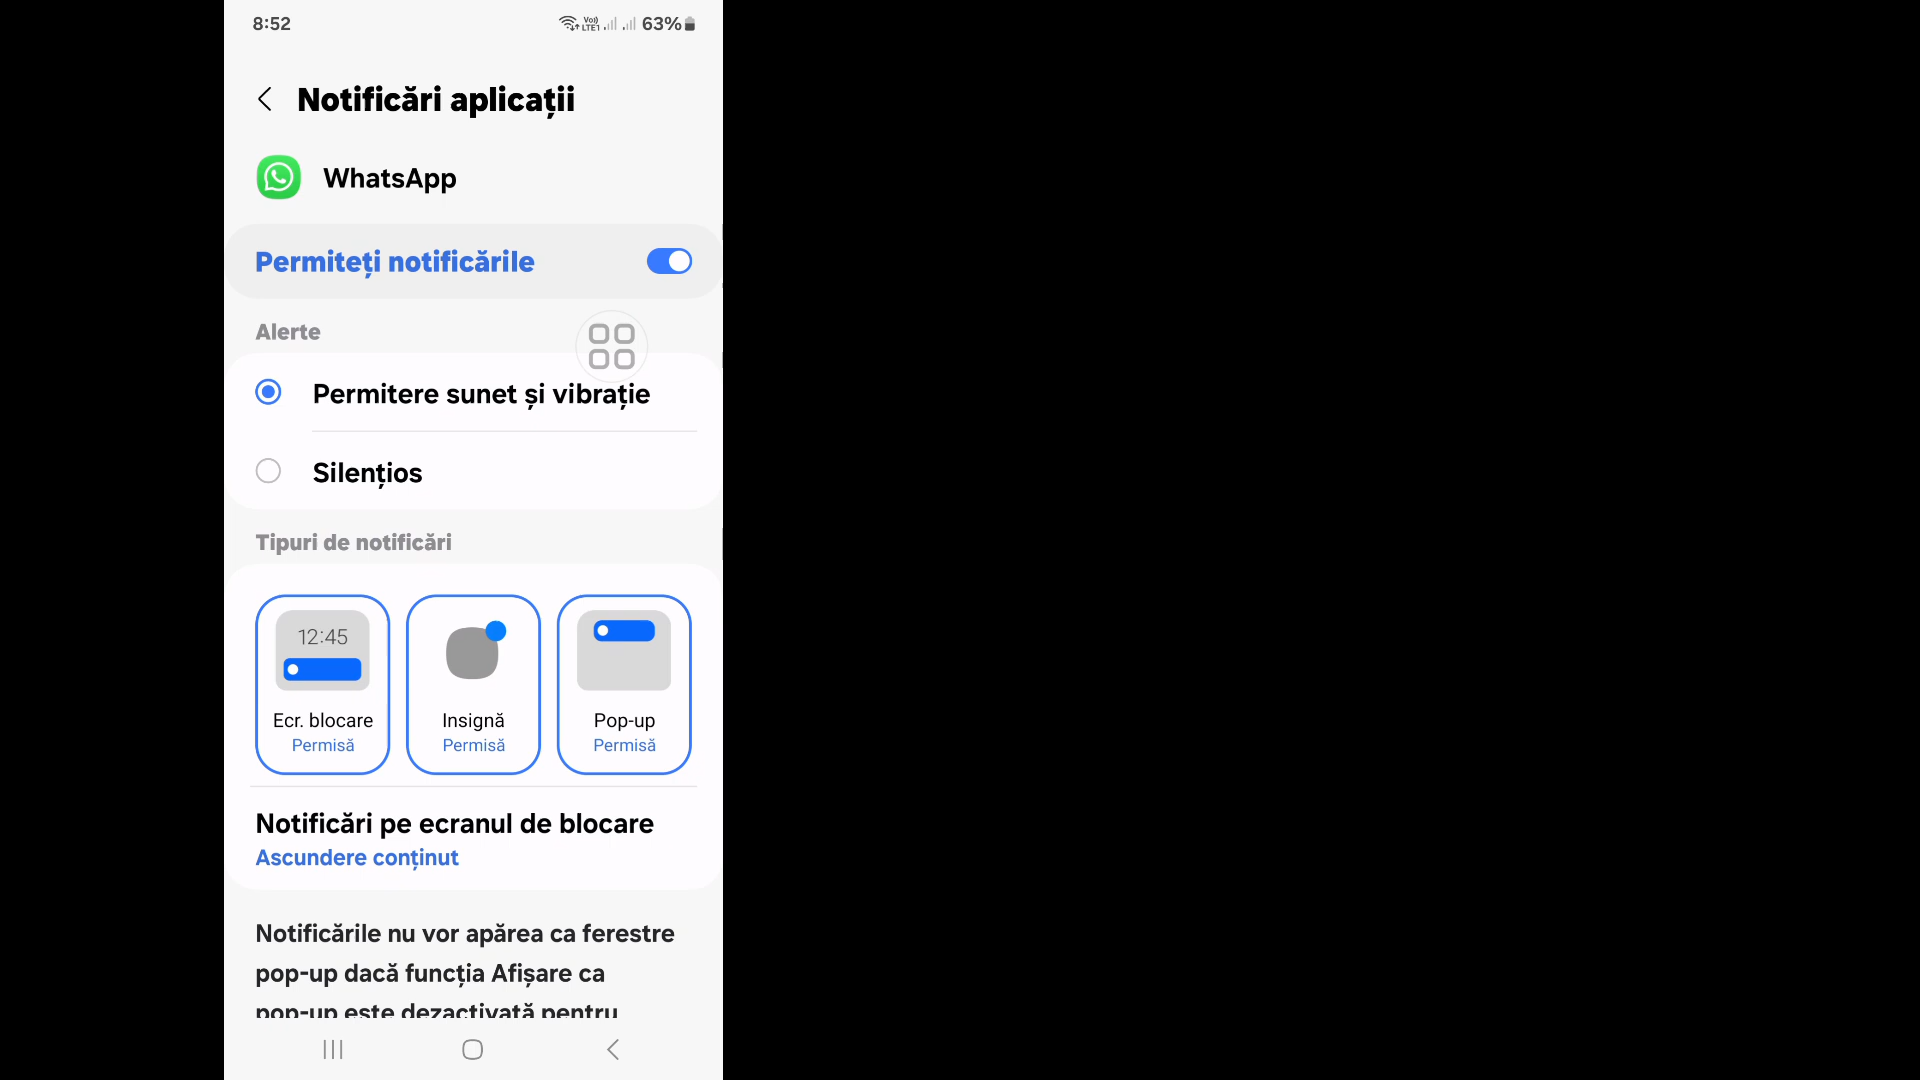 8:52
Vo)) LTE1 63%
Notificări aplicații
WhatsApp
Permiteți notificările
Alerte
Permitere sunet și vibrație
Silențios
Tipuri de notificări
12:45
Ecr. blocare
Permisă
Insignă
Permisă
Pop-up
Permisă
Notificări pe ecranul de blocare
Ascundere conținut
Notificările nu vor apărea ca ferestre
pop-up dacă funcția Afișare ca
pop-up este dezactivată pentru